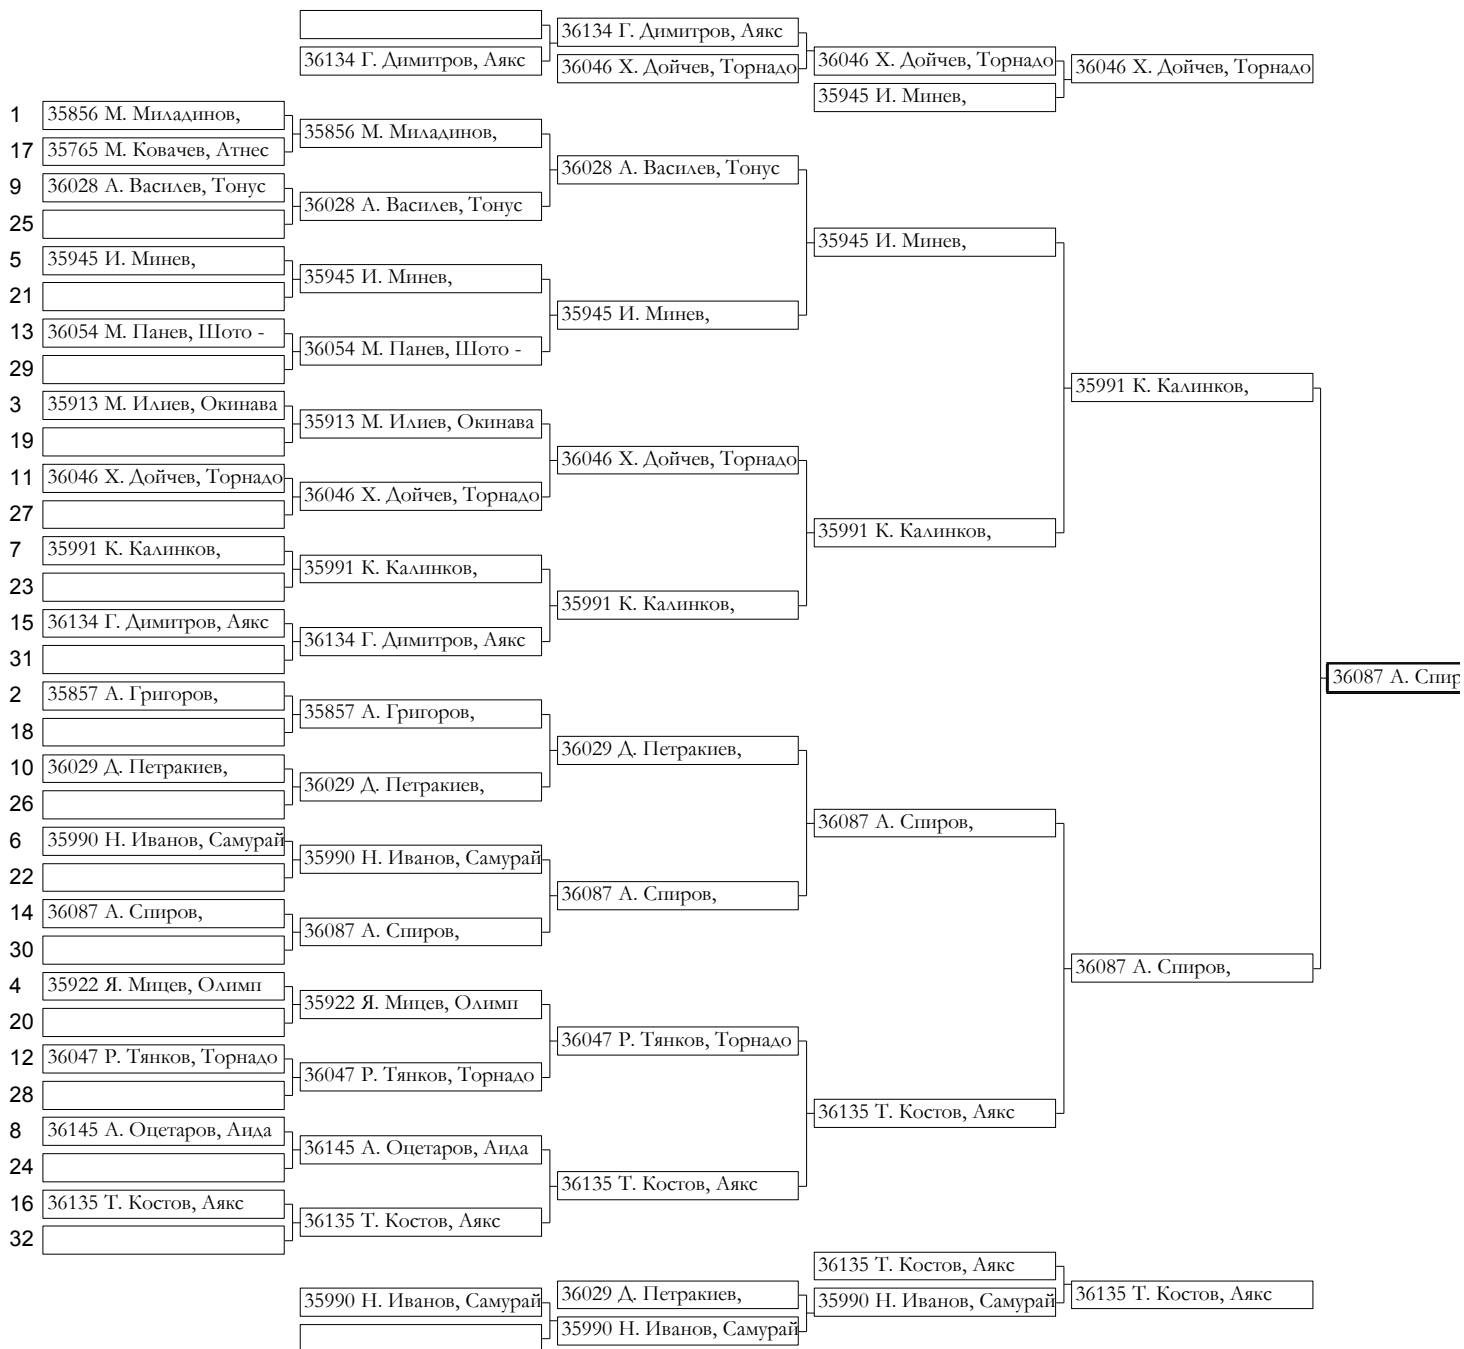 36134 Г. Димитров, Аякс
36134 Г. Димитров, Аякс
36046 Х. Дойчев, Торнадо
36046 Х. Дойчев, Торнадо
35945 И. Минев,
36046 Х. Дойчев, Торнадо
1 35856 М. Миладинов,
17 35765 М. Ковачев, Атнес
9 36028 А. Василев, Тонус
25
5 35945 И. Минев,
21
13 36054 М. Панев, Шото -
29
3 35913 М. Илиев, Окинава
19
11 36046 Х. Дойчев, Торнадо
27
7 35991 К. Калинков,
23
15 36134 Г. Димитров, Аякс
31
2 35857 А. Григоров,
18
10 36029 Д. Петракиев,
26
6 35990 Н. Иванов, Самурай
22
14 36087 А. Спиров,
30
4 35922 Я. Мицев, Олимп
20
12 36047 Р. Тянков, Торнадо
28
8 36145 А. Оцетаров, Аида
24
16 36135 Т. Костов, Аякс
32
35856 М. Миладинов,
36028 А. Василев, Тонус
35945 И. Минев,
36054 М. Панев, Шото -
35913 М. Илиев, Окинава
36046 Х. Дойчев, Торнадо
35991 К. Калинков,
36134 Г. Димитров, Аякс
35857 А. Григоров,
36029 Д. Петракиев,
35990 Н. Иванов, Самурай
36087 А. Спиров,
35922 Я. Мицев, Олимп
36047 Р. Тянков, Торнадо
36145 А. Оцетаров, Аида
36135 Т. Костов, Аякс
36028 А. Василев, Тонус
35945 И. Минев,
36046 Х. Дойчев, Торнадо
35991 К. Калинков,
36029 Д. Петракиев,
36087 А. Спиров,
36047 Р. Тянков, Торнадо
36135 Т. Костов, Аякс
35945 И. Минев,
35991 К. Калинков,
36087 А. Спиров,
36135 Т. Костов, Аякс
35991 К. Калинков,
36087 А. Спиров,
36087 А. Спир
35990 Н. Иванов, Самурай
36029 Д. Петракиев,
35990 Н. Иванов, Самурай
36135 Т. Костов, Аякс
35990 Н. Иванов, Самурай
36135 Т. Костов, Аякс